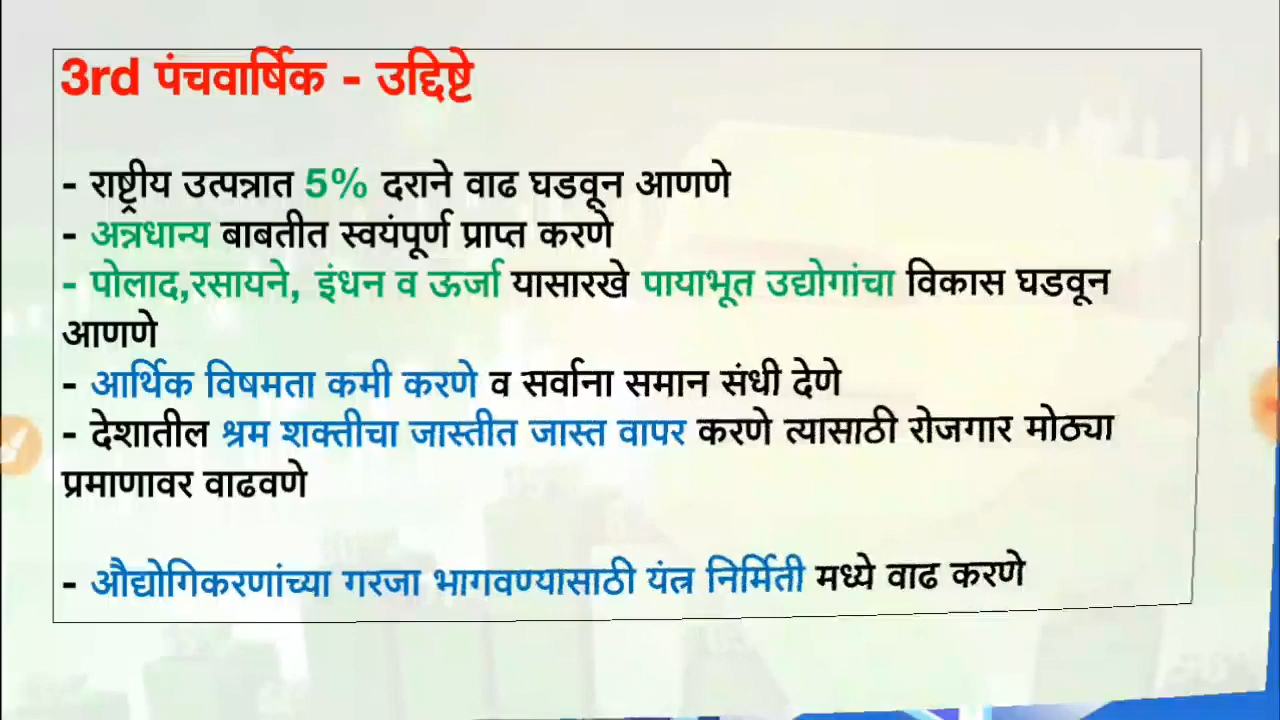 3rd पंचवार्षिक - उद्दिष्टे
- राष्ट्रीय उत्पन्नात 5% दराने वाढ घडवून आणणे
- अन्नधान्य बाबतीत स्वयंपूर्ण प्राप्त करणे
- पोलाद,रसायने, इंधन व ऊर्जा यासारखे पायाभूत उद्योगांचा विकास घडवून
आणणे
- आर्थिक विषमता कमी करणे व सर्वाना समान संधी देणे
- देशातील श्रम शक्तीचा जास्तीत जास्त वापर करणे त्यासाठी रोजगार मोठ्या
प्रमाणावर वाढवणे
- औद्योगिकरणांच्या गरजा भागवण्यासाठी यंत्र निर्मिती मध्ये वाढ करणे